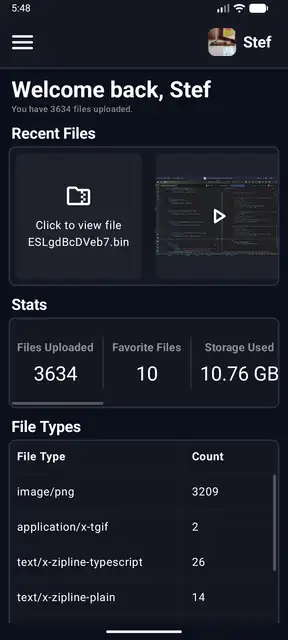 5:48
Stef
Welcome back, Stef
You have 3634 files uploaded.
Recent Files
Click to view file
ESLgdBcDVeb7.bin
Stats
Files Uploaded
3634
Favorite Files
10
Storage Used
10.76 GB
File Types
File Type
Count
image/png
3209
application/x-tgif
2
text/x-zipline-typescript
26
text/x-zipline-plain
14